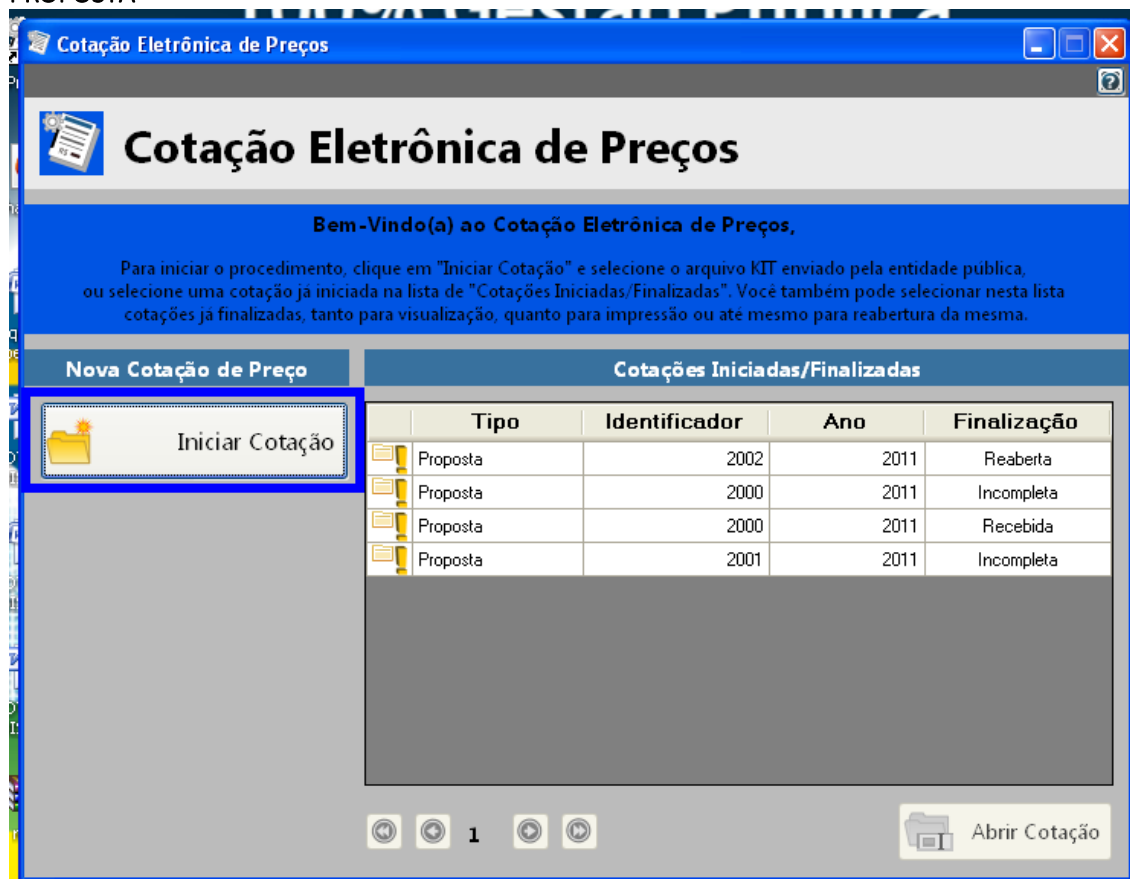 PROPOSTA
100% Gestão Pública
Cotação Eletrônica de Preços
Cotação Eletrônica de Preços
Bem-Vindo(a) ao Cotação Eletrônica de Preços,
Para iniciar o procedimento, clique em "Iniciar Cotação" e selecione o arquivo KIT enviado pela entidade publica,
ou selecione uma cotação já iniciada na lista de "Cotações Iniciadas/Finalizadas". Você também pode selecionar nesta lista
cotações já finalizadas, tanto para visualização, quanto para impressão ou até mesmo para reabertura da mesma.
Nova Cotação de Preço
Cotações Iniciadas/Finalizadas
Iniciar Cotação
Tipo Identificador Ano Finalização
Proposta 2002 2011 Reaberta
Proposta 2000 2011 Incompleta
Proposta 2000 2011 Recebida
Proposta 2001 2011 Incompleta
1
Abrir Cotação